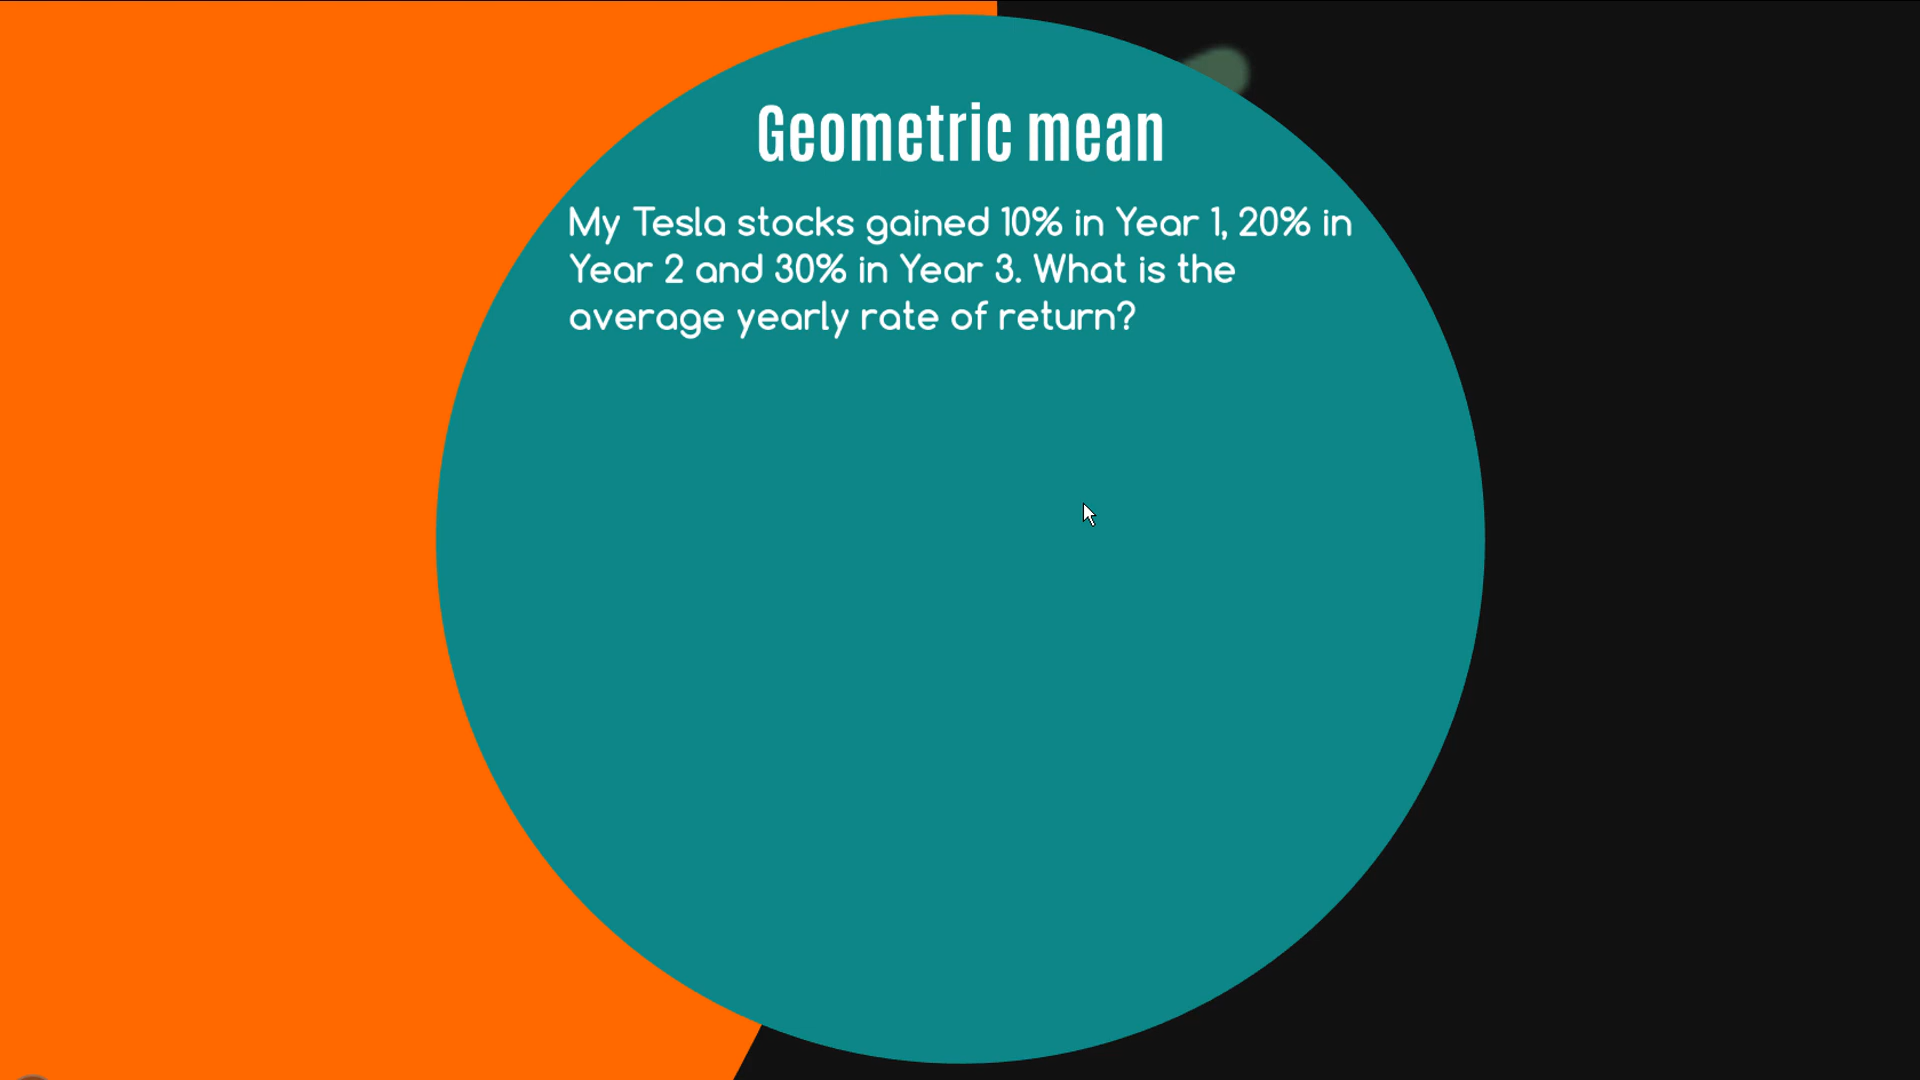 Geometric mean
My Tesla stocks gained 10% in Year 1, 20% in
Year 2 and 30% in Year 3. What is the
average yearly rate of return?